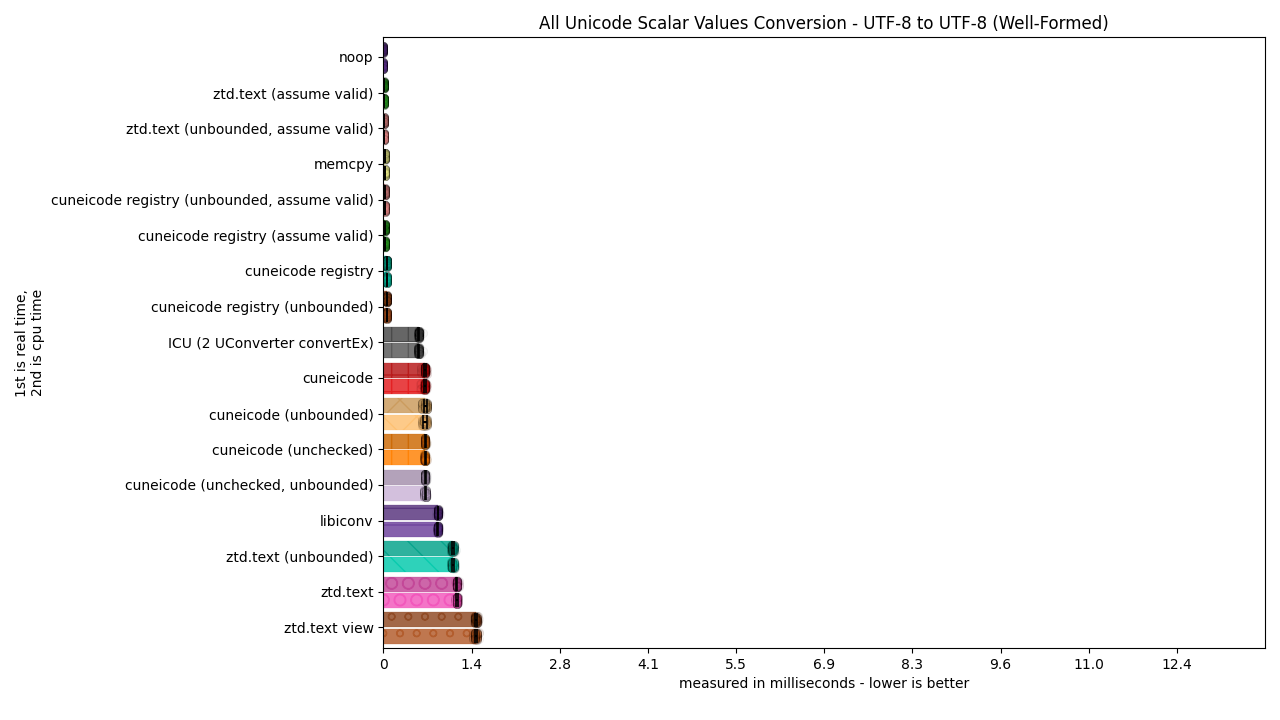 All Unicode Scalar Values Conversion - UTF-8 to UTF-8 (Well-Formed)
noop
ztd.text (assume valid)
ztd.text (unbounded, assume valid)
memcpy
cuneicode registry (unbounded, assume valid)
cuneicode registry (assume valid)
cuneicode registry
cuneicode registry (unbounded)
ICU (2 UConverter convertEx)
cuneicode
cuneicode (unbounded)
cuneicode (unchecked)
cuneicode (unchecked, unbounded)
libiconv
ztd.text (unbounded)
ztd.text
ztd.text view
1st is real time,
2nd is cpu time
0 1.4 2.8 4.1 5.5 6.9 8.3 9.6 11.0 12.4
measured in milliseconds - lower is better